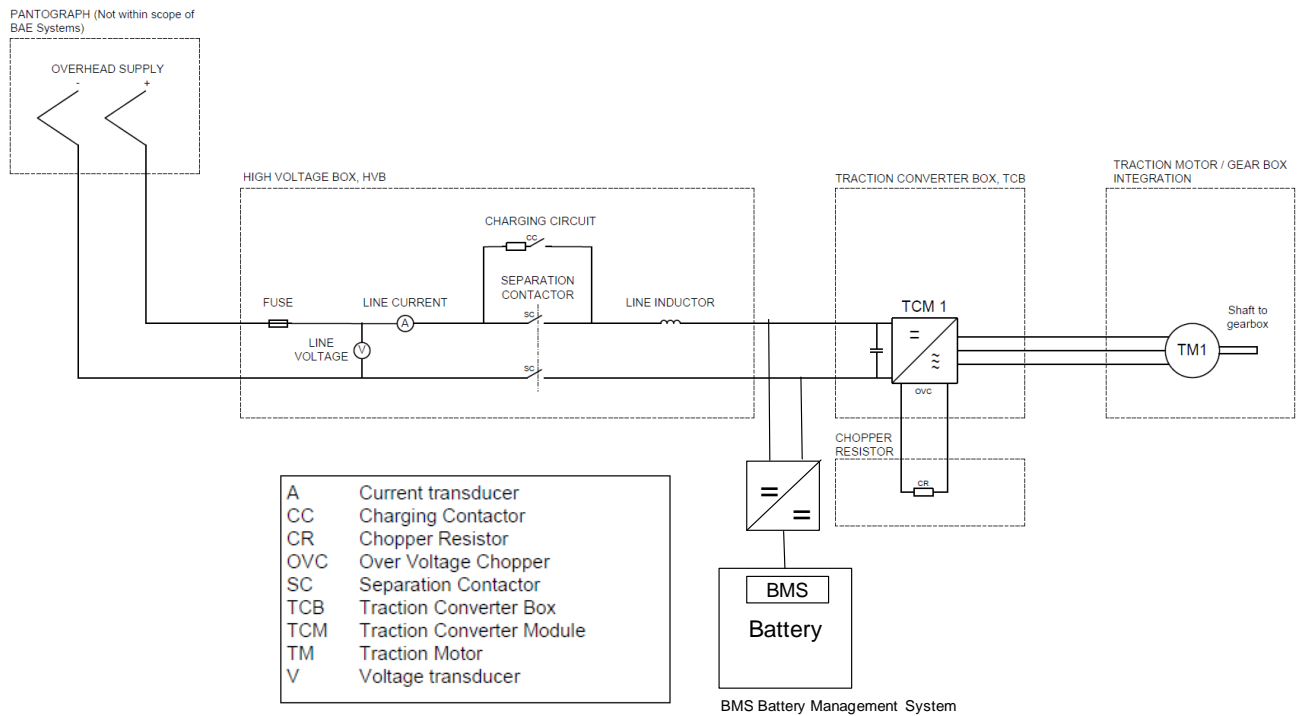 PANTOGRAPH (Not within scope of
BAE Systems)
OVERHEAD SUPPLY
- +
HIGH VOLTAGE BOX, HVB
CHARGING CIRCUIT
CC
SEPARATION
CONTACTOR
FUSE
LINE CURRENT
LINE INDUCTOR
SC
A
LINE
VOLTAGE
V
SC
TRACTION CONVERTER BOX, TCB
TCM 1
=
≈
OVC
CHOPPER
RESISTOR
CR
TRACTION MOTOR / GEAR BOX
INTEGRATION
Shaft to
gearbox
TM1
=
=
BMS
Battery
BMS Battery Management System
A Current transducer
CC Charging Contactor
CR Chopper Resistor
OVC Over Voltage Chopper
SC Separation Contactor
TCB Traction Converter Box
TCM Traction Converter Module
TM Traction Motor
V Voltage transducer